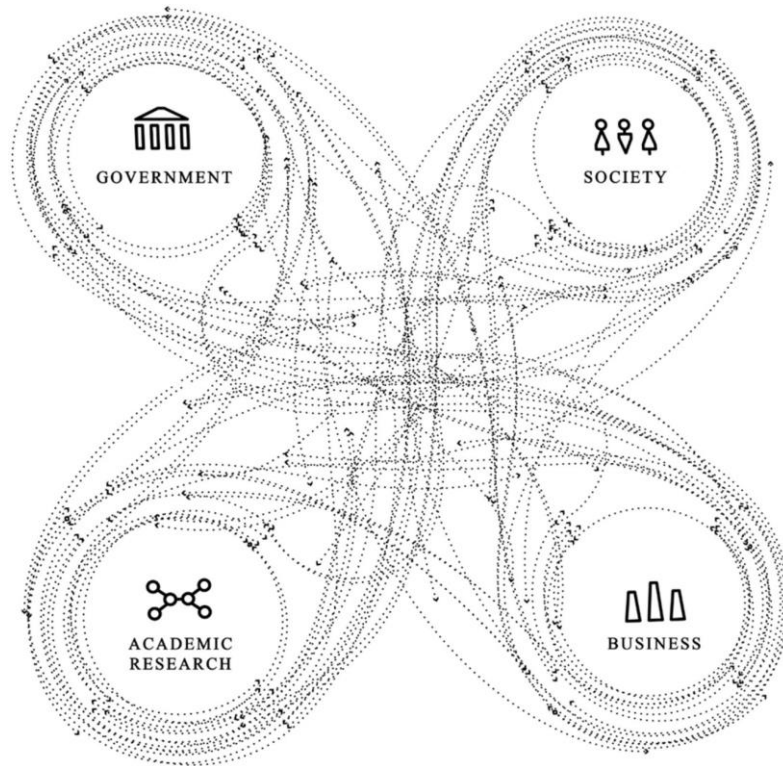 GOVERNMENT
SOCIETY
ACADEMIC
RESEARCH
BUSINESS